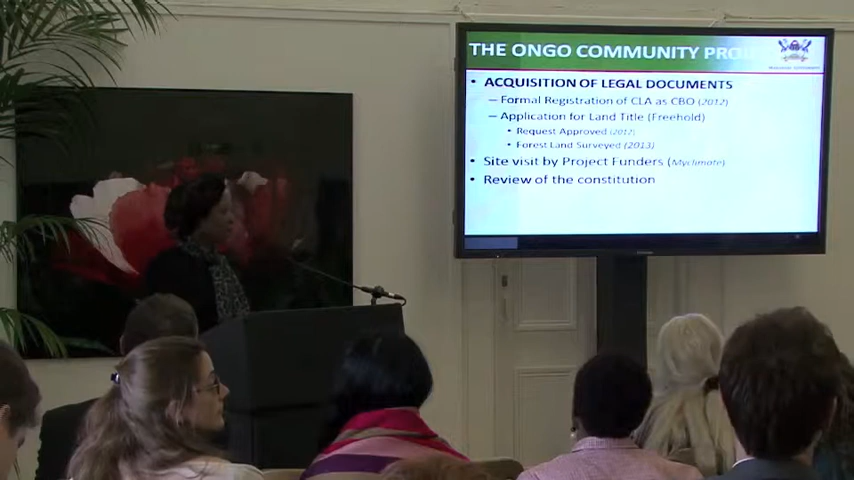 THE ONGO COMMUNITY
• ACQUISITION OF LEGAL DOCUMENTS
– Formal Registration of CLA as CBO (2012)
– Application for Land Title (Freehold)
• Request Approved (2012)
• Forest Land Surveyed (2013)
• Site visit by Project Funders (Myclimate)
• Review of the constitution